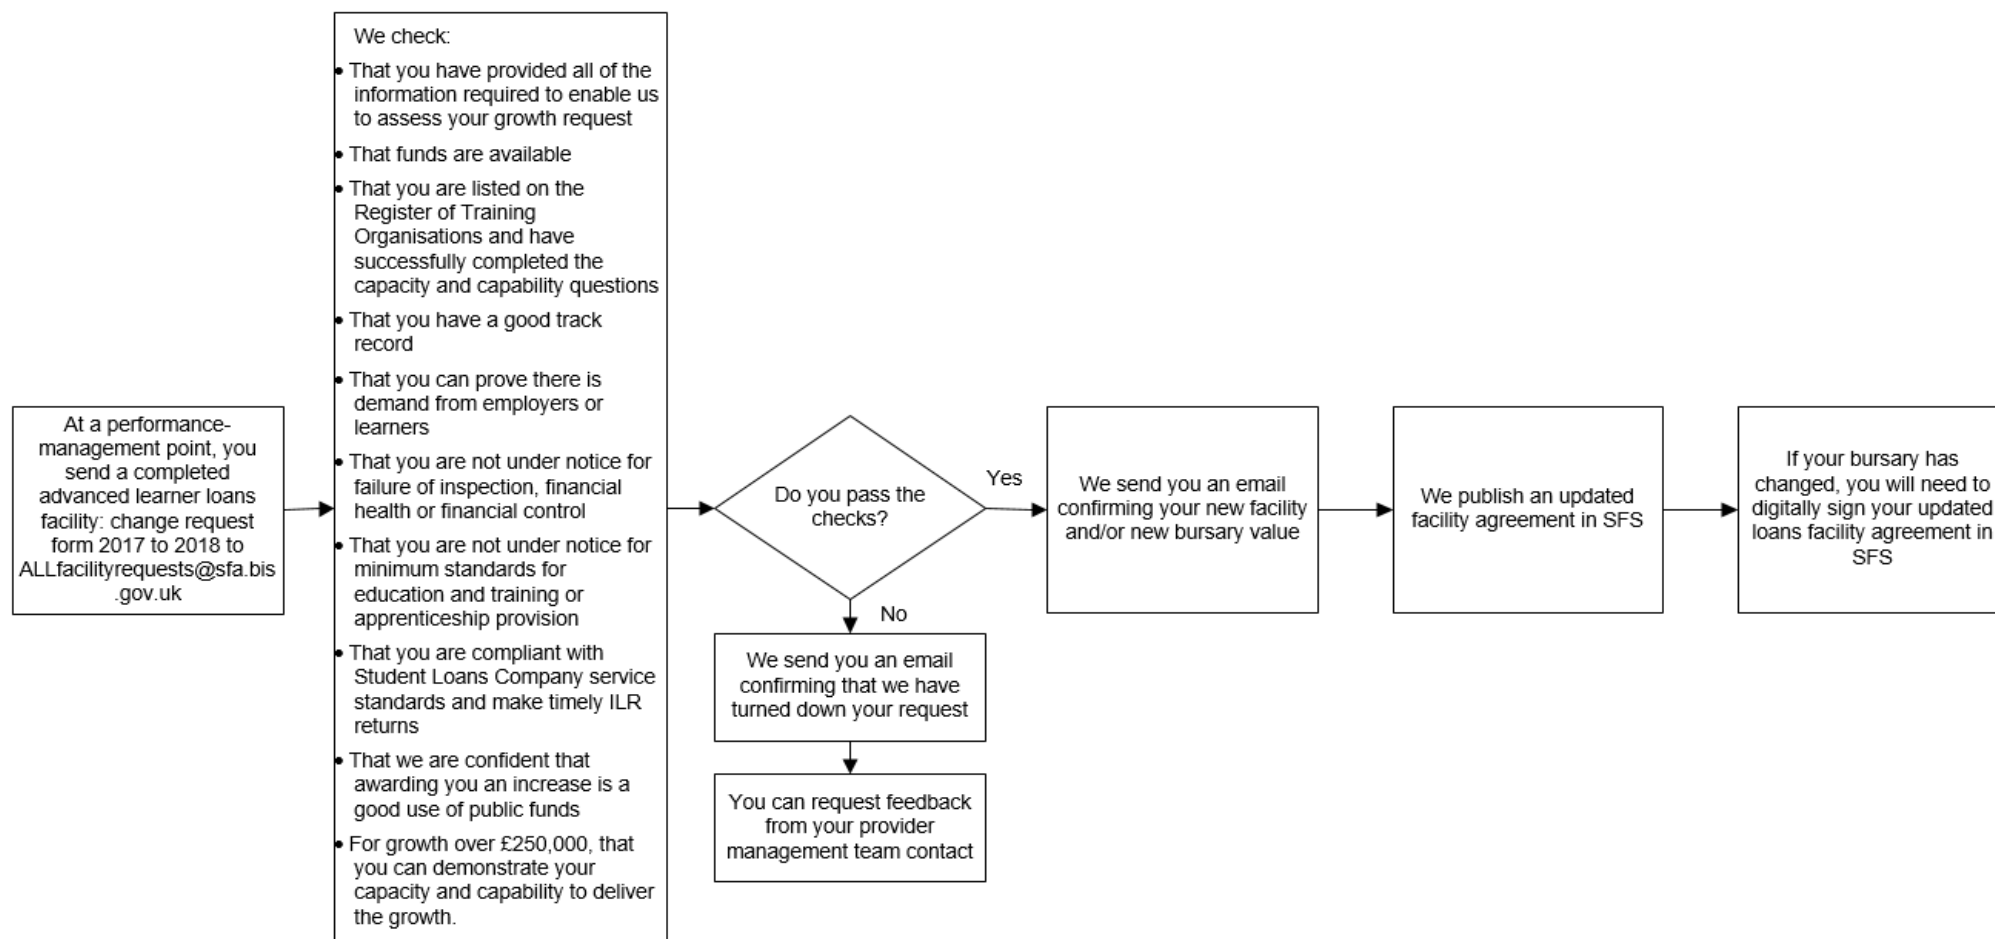 At a performance-
management point, you
send a completed
advanced learner loans
facility: change request
form 2017 to 2018 to
ALLfacilityrequests@sfa.bis
.gov.uk
We check:
• That you have provided all of the
information required to enable us
to assess your growth request
• That funds are available
• That you are listed on the
Register of Training
Organisations and have
successfully completed the
capacity and capability questions
• That you have a good track
record
• That you can prove there is
demand from employers or
learners
• That you are not under notice for
failure of inspection, financial
health or financial control
• That you are not under notice for
minimum standards for
education and training or
apprenticeship provision
• That you are compliant with
Student Loans Company service
standards and make timely ILR
returns
• That we are confident that
awarding you an increase is a
good use of public funds
• For growth over £250,000, that
you can demonstrate your
capacity and capability to deliver
the growth.
Do you pass the
checks?
Yes
We send you an email
confirming your new facility
and/or new bursary value
We publish an updated
facility agreement in SFS
If your bursary has
changed, you will need to
digitally sign your updated
loans facility agreement in
SFS
No
We send you an email
confirming that we have
turned down your request
You can request feedback
from your provider
management team contact